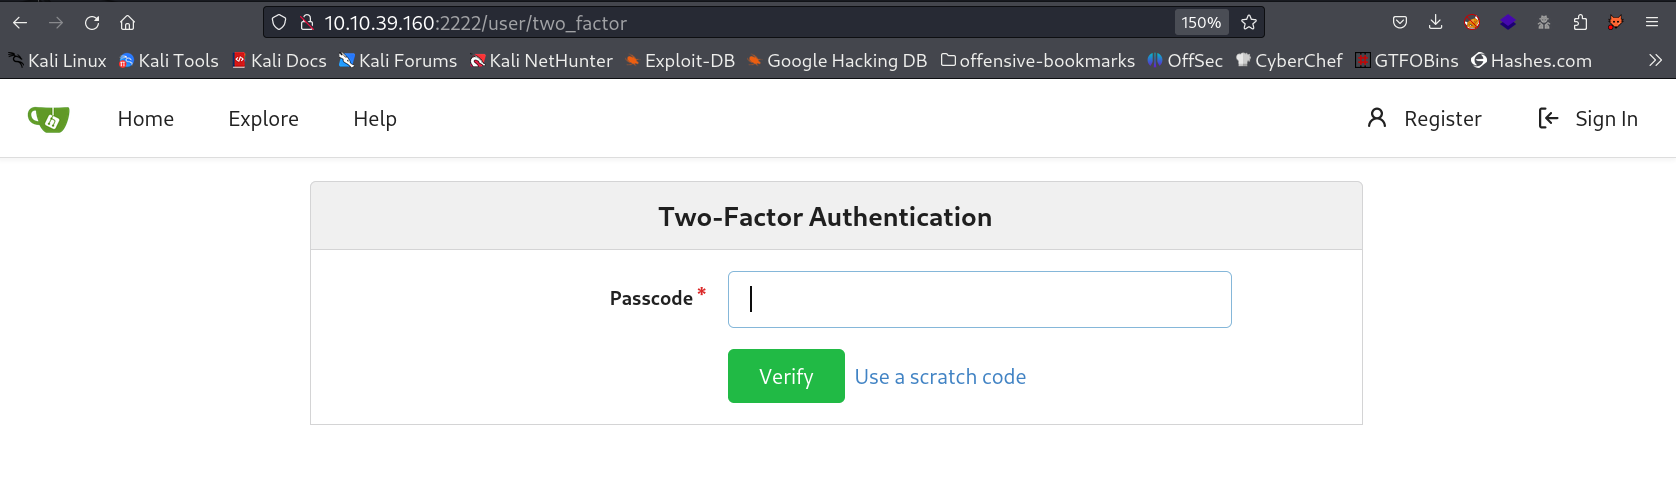 10.10.39.160:2222/user/two_factor 150%
Kali Linux Kali Tools Kali Docs Kali Forums Kali NetHunter Exploit-DB Google Hacking DB offensive-bookmarks OffSec CyberChef GTFOBins Hashes.com
Home Explore Help Register Sign In
Two-Factor Authentication
Passcode *
Verify Use a scratch code